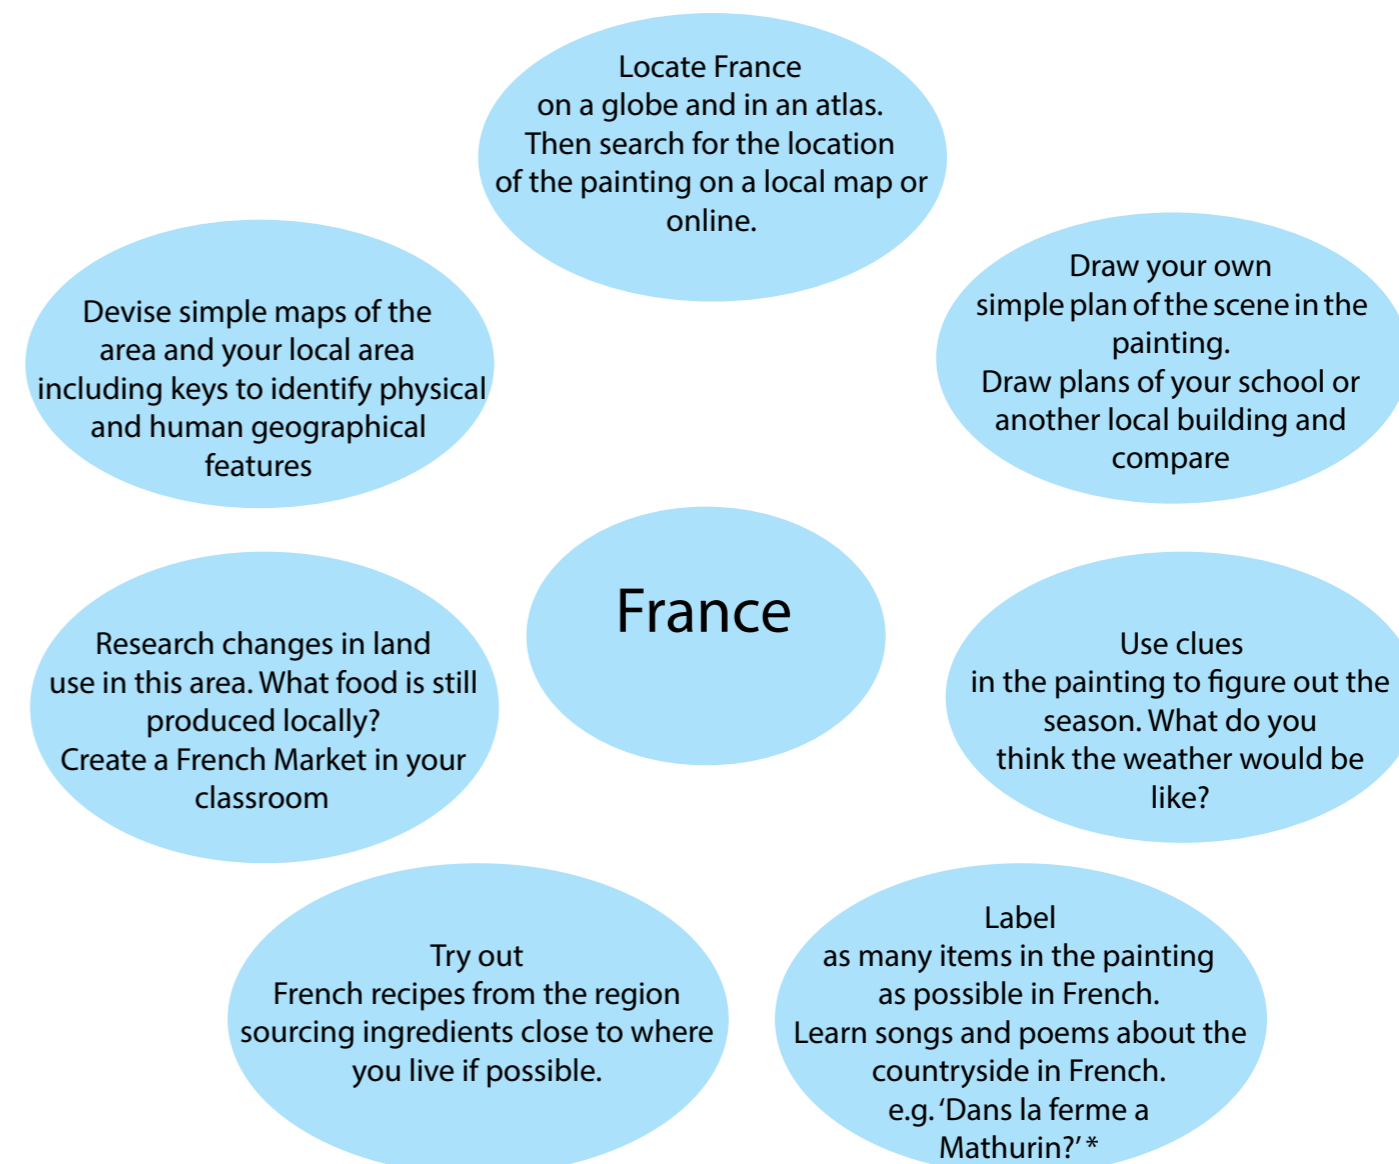 Locate France
on a globe and in an atlas.
Then search for the location
of the painting on a local map or
online.
Draw your own
simple plan of the scene in the
painting.
Draw plans of your school or
another local building and
compare
Devise simple maps of the
area and your local area
including keys to identify physical
and human geographical
features
France
Research changes in land
use in this area. What food is still
produced locally?
Create a French Market in your
classroom
Use clues
in the painting to figure out the
season. What do you
think the weather would be
like?
Try out
French recipes from the region
sourcing ingredients close to where
you live if possible.
Label
as many items in the painting
as possible in French.
Learn songs and poems about the
countryside in French.
e.g. ‘Dans la ferme a
Mathurin?’ *